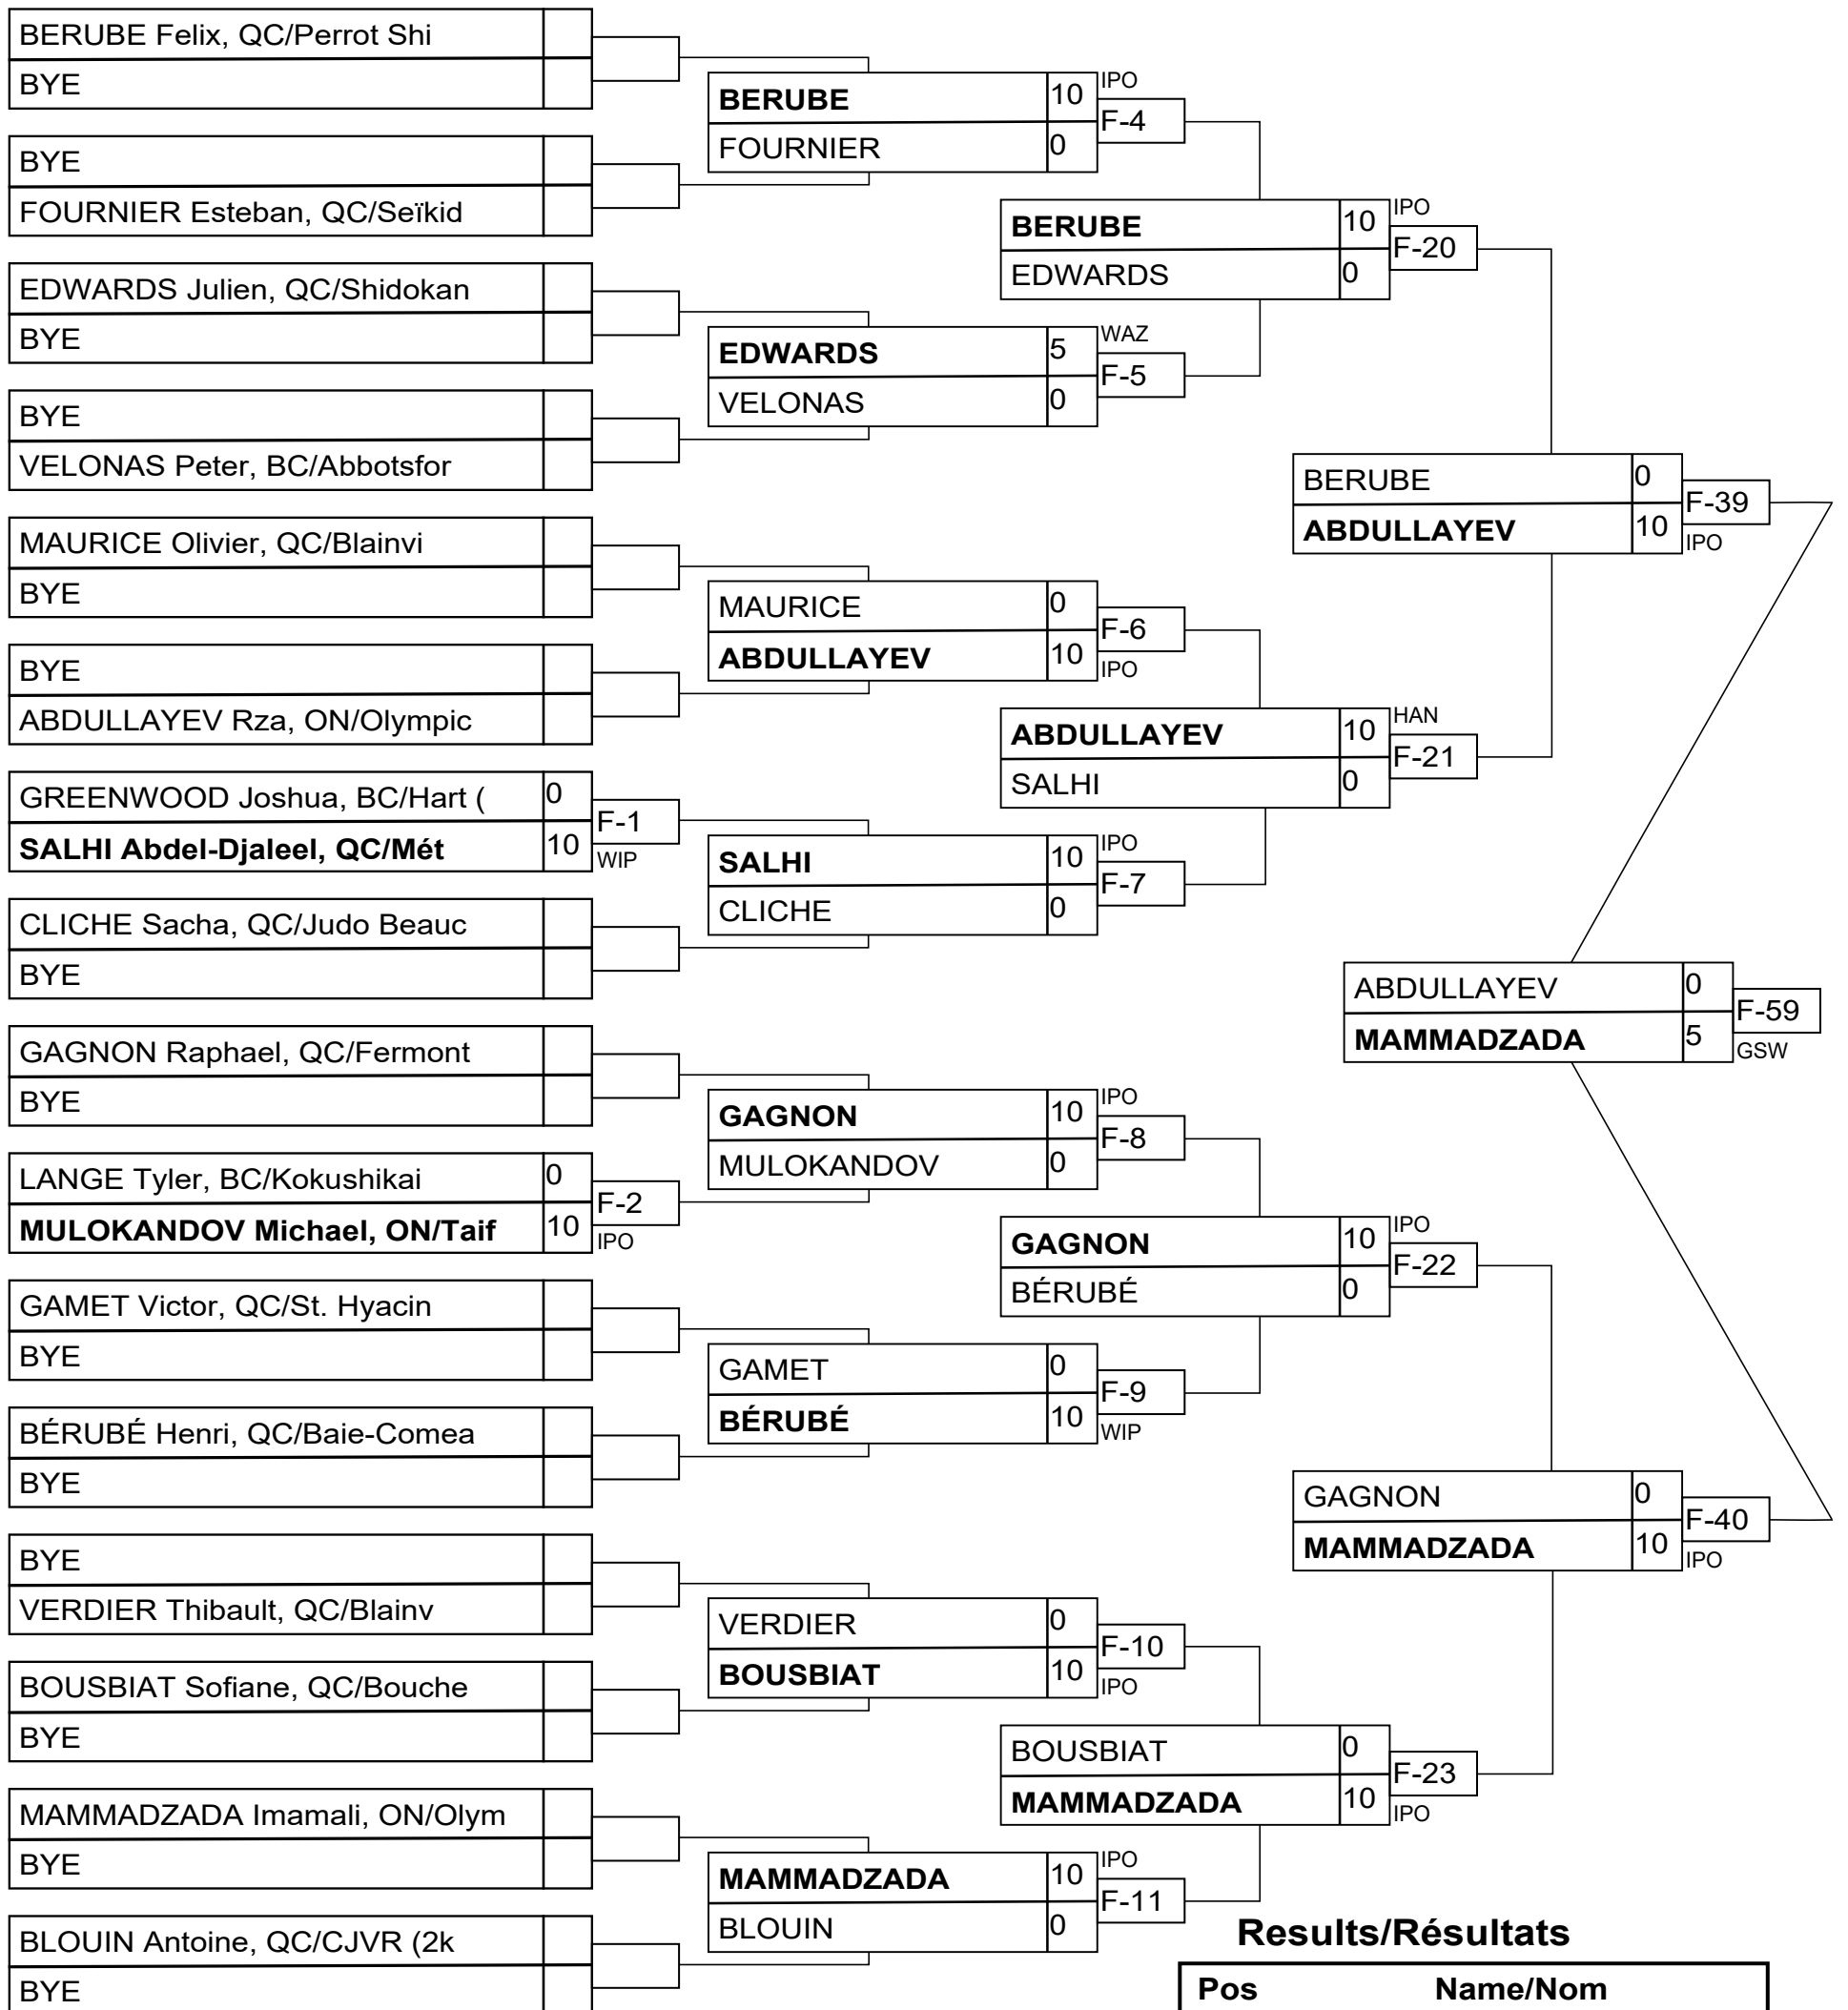 BERUBE Felix, QC/Perrot Shi
BYE
BYE
FOURNIER Esteban, QC/Seïkid
EDWARDS Julien, QC/Shidokan
BYE
BYE
VELONAS Peter, BC/Abbotsfor
MAURICE Olivier, QC/Blainvi
BYE
BYE
ABDULLAYEV Rza, ON/Olympic
GREENWOOD Joshua, BC/Hart ( 0
F-1
SALHI Abdel-Djaleel, QC/Mét 10
WIP
CLICHE Sacha, QC/Judo Beauc
BYE
GAGNON Raphael, QC/Fermont
BYE
LANGE Tyler, BC/Kokushikai 0
F-2
MULOKANDOV Michael, ON/Taif 10
IPO
GAMET Victor, QC/St. Hyacin
BYE
BÉRUBÉ Henri, QC/Baie-Comea
BYE
BYE
VERDIER Thibault, QC/Blainv
BOUSBIAT Sofiane, QC/Bouche
BYE
MAMMADZADA Imamali, ON/Olym
BYE
BLOUIN Antoine, QC/CJVR (2k
BYE
BERUBE 10 IPO
F-4
FOURNIER 0
EDWARDS 5 WAZ
F-5
VELONAS 0
MAURICE 0
F-6
ABDULLAYEV 10 IPO
SALHI 10 IPO
F-7
CLICHE 0
GAGNON 10 IPO
F-8
MULOKANDOV 0
GAMET 0
F-9
BÉRUBÉ 10 WIP
VERDIER 0
F-10
BOUSBIAT 10 IPO
MAMMADZADA 10 IPO
F-11
BLOUIN 0
BERUBE 10 IPO
F-20
EDWARDS 0
ABDULLAYEV 10 HAN
F-21
SALHI 0
GAGNON 10 IPO
F-22
BÉRUBÉ 0
BOUSBIAT 0
F-23
MAMMADZADA 10 IPO
BERUBE 0
F-39
ABDULLAYEV 10 IPO
GAGNON 0
F-40
MAMMADZADA 10 IPO
ABDULLAYEV 0
F-59
MAMMADZADA 5 GSW
Results/Résultats
Pos Name/Nom